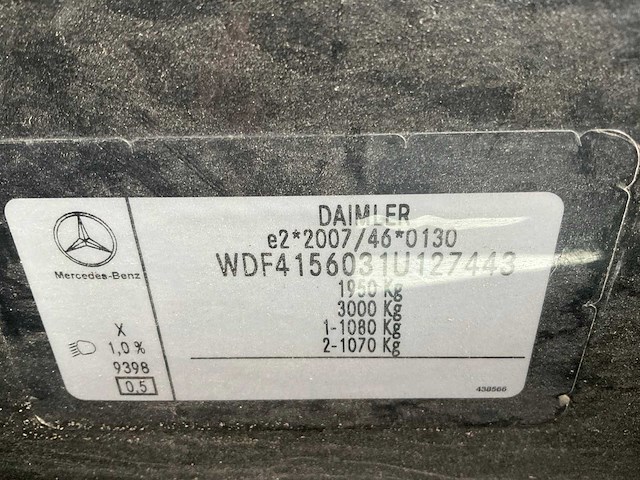 DAIMLER
e2*2007/46*0130
WDF4156031U127443
1950 Kg
3000 Kg
1-1080 Kg
2-1070 Kg
Mercedes-Benz
X
1,0 %
9398
0.5
438566